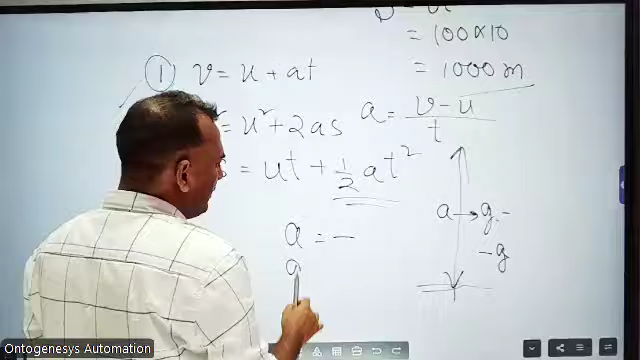 = 100×10
① v = u + at
= 1000 m
= u² + 2as
a = v-u/t
s = ut + 1/2 at²
a → g -
a = -
-g
a
Ontogenesys Automation